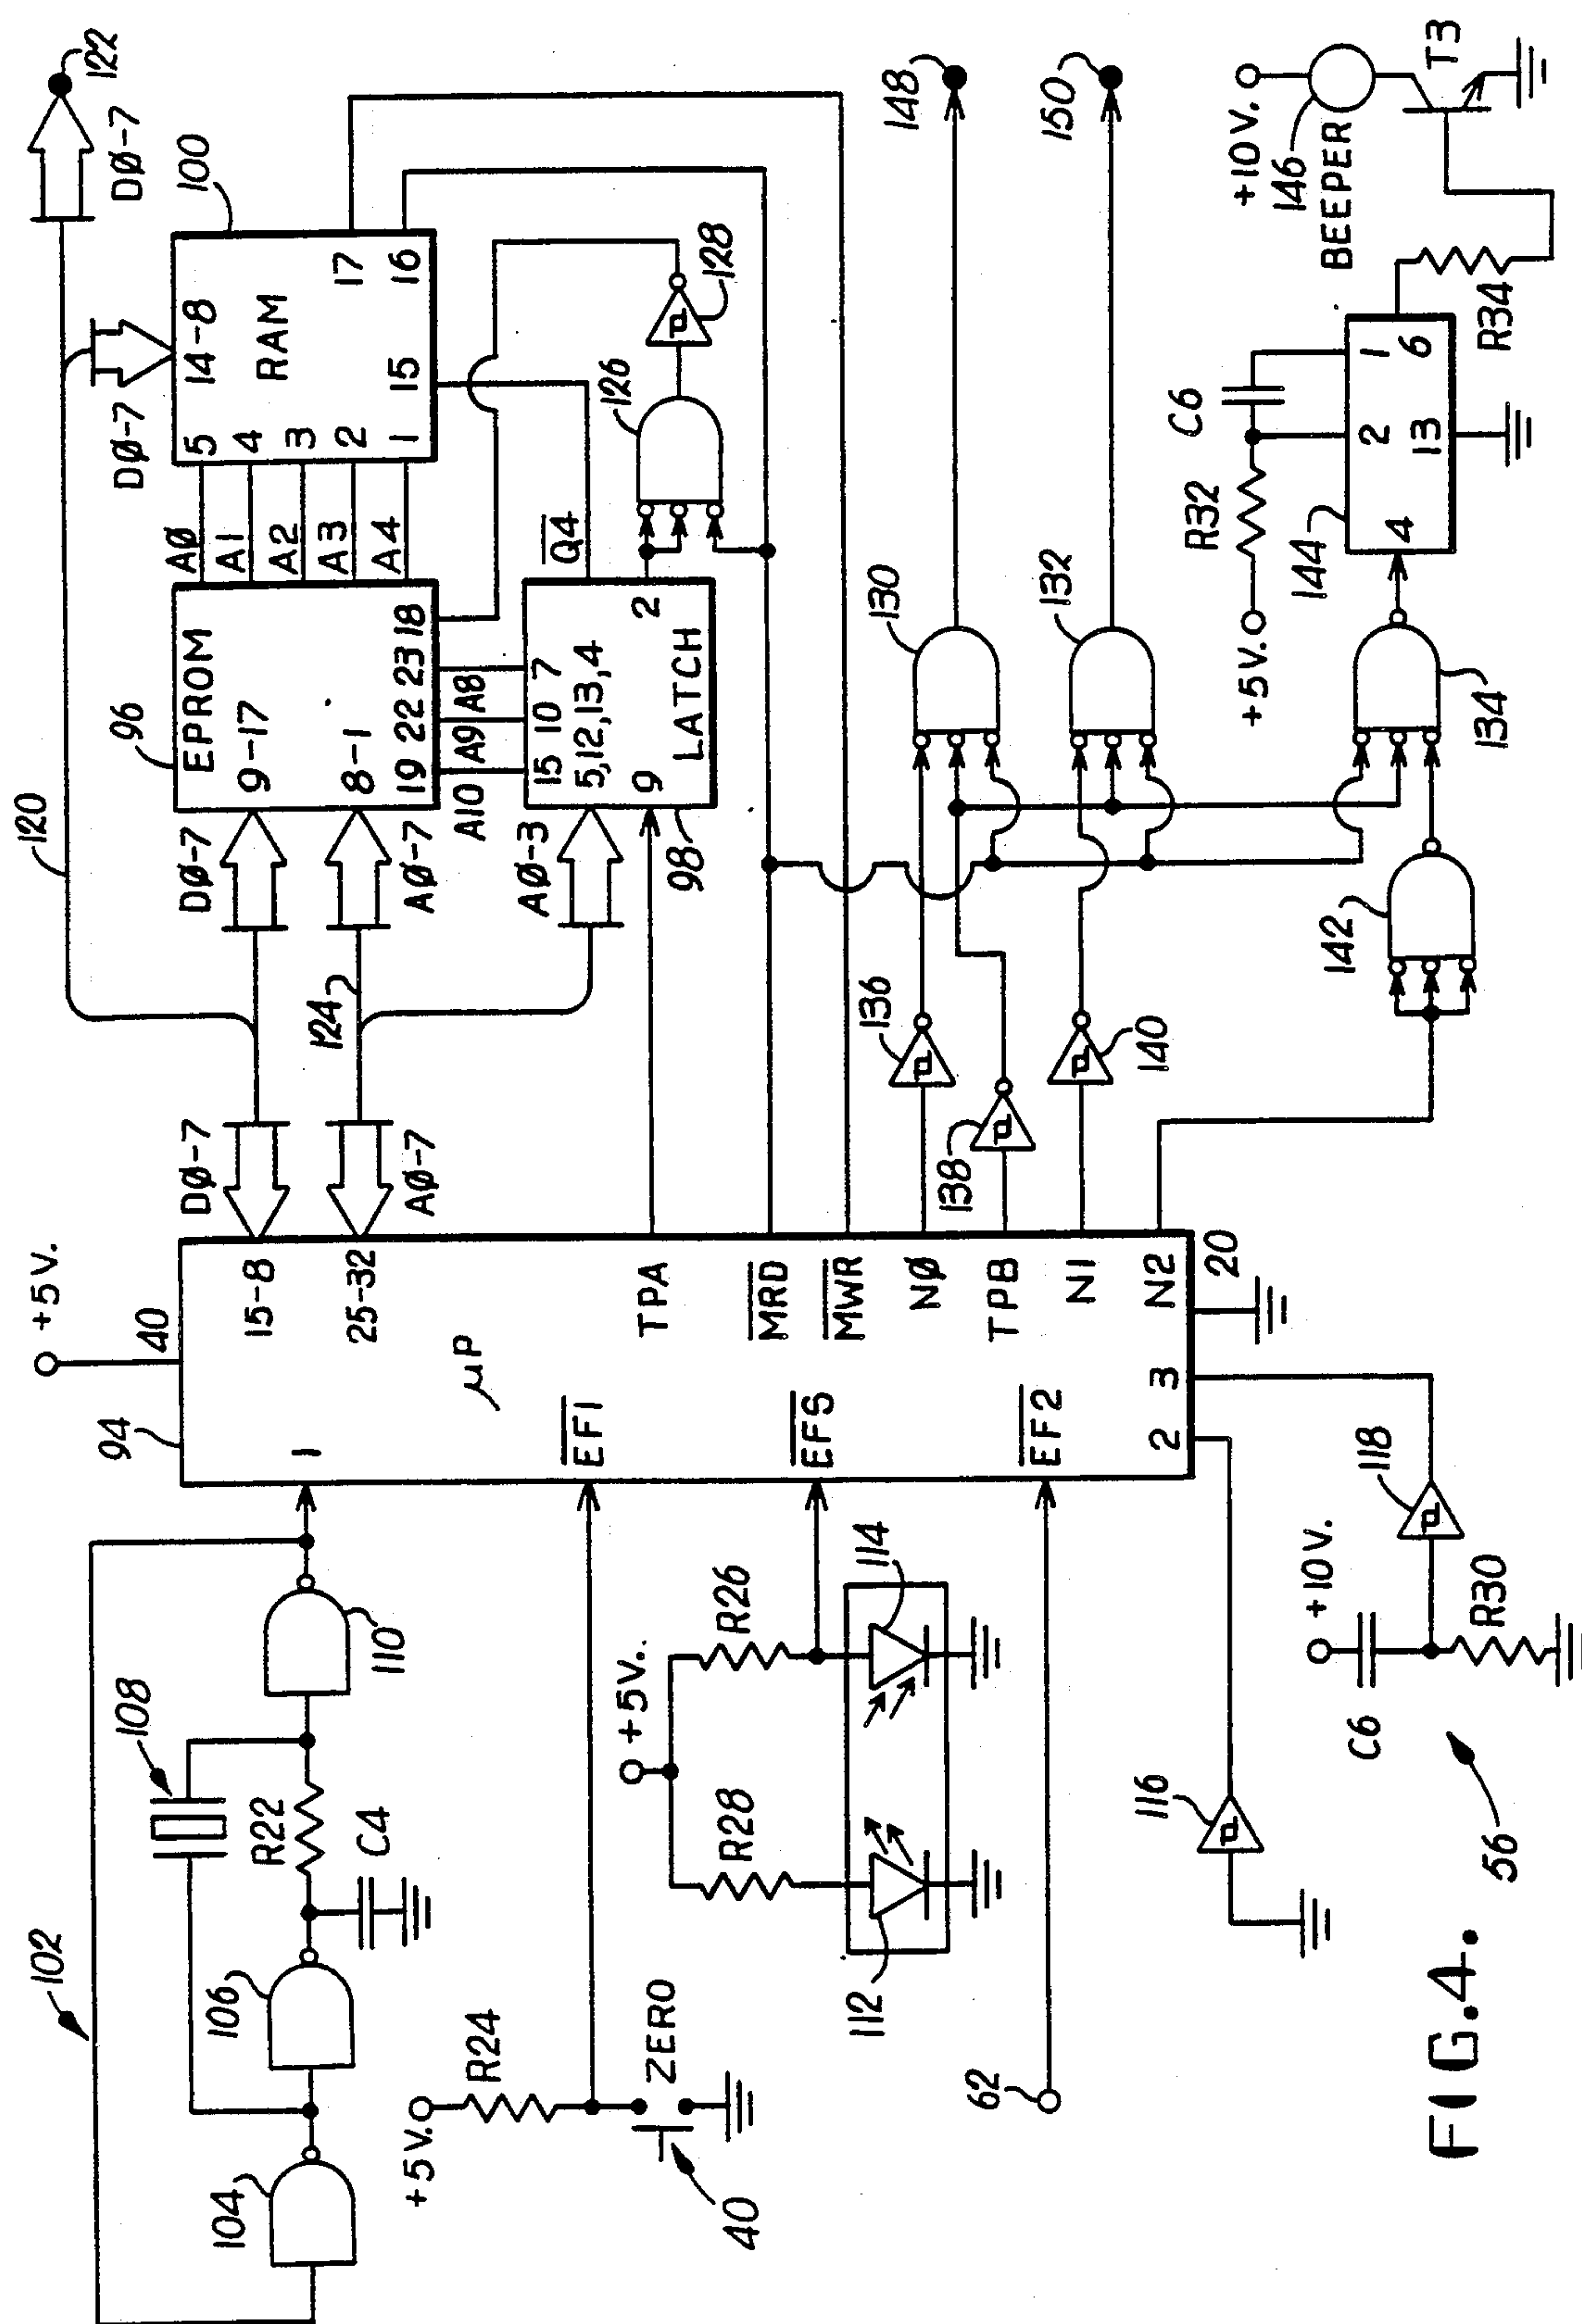 FIG.4.
56
102
104
106
108
110
R22
C4
+5V.
R24
ZERO
40
+5V.
R28
R26
112
114
62
116
+10V.
C6
R30
118
94
+5V.
40
1
15-8
25-32
μP
TPA
EF1
MRD
MWR
EFS
NØ
TPB
EF2
N1
N2
2
3
20
DØ-7
AØ-7
120
124
DØ-7
AØ-7
AØ-3
96
EPROM
9-17
8-1
19 22 23 18
A10 A9 A8
15 10 7
5,12,13,4
9
2
LATCH
98
Q4
AØ
A1
A2
A3
A4
DØ-7
14-8
RAM
5
4
3
2
1
17
16
15
100
DØ-7
122
126
128
136
138
140
142
130
132
134
148
150
+5V.
R32
C6
144
4
2
1
13
6
R34
+10V.
146
BEEPER
T3